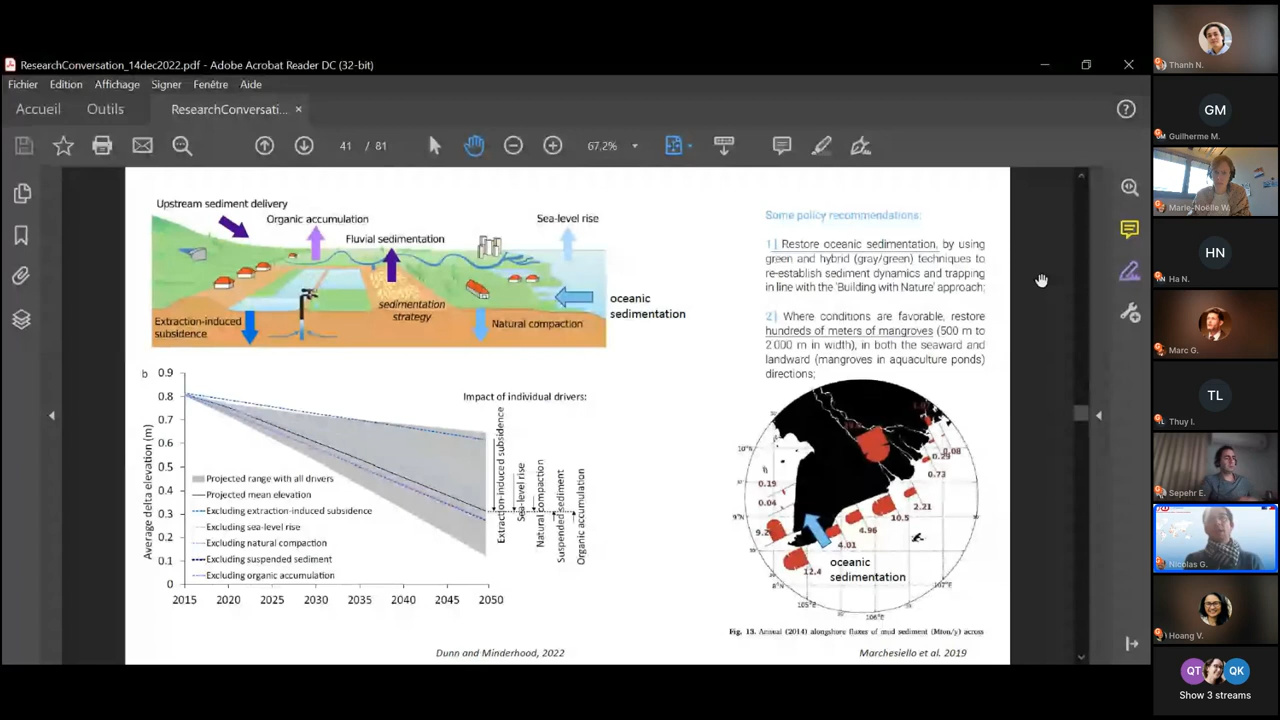 ResearchConversation_14dec2022.pdf - Adobe Acrobat Reader DC (32-bit)
Fichier Edition Affichage Signer Fenêtre Aide
Accueil Outils ResearchConversati... ×
41 / 81 67,2%
Upstream sediment delivery
Organic accumulation
Fluvial sedimentation
Sea-level rise
sedimentation
strategy
oceanic
sedimentation
Extraction-induced
subsidence
Natural compaction
b
Average delta elevation (m)
0.9
0.8
0.7
0.6
0.5
0.4
0.3
0.2
0.1
0
2015 2020 2025 2030 2035 2040 2045 2050
Projected range with all drivers
Projected mean elevation
Excluding extraction-induced subsidence
Excluding sea-level rise
Excluding natural compaction
Excluding suspended sediment
Excluding organic accumulation
Impact of individual drivers:
Extraction-induced subsidence
Sea-level rise
Natural compaction
Suspended sediment
Organic accumulation
Dunn and Minderhood, 2022
Some policy recommendations:
1| Restore oceanic sedimentation, by using
green and hybrid (gray/green) techniques to
re-establish sediment dynamics and trapping
in line with the 'Building with Nature' approach;
2| Where conditions are favorable, restore
hundreds of meters of mangroves (500 m to
2 000 m in width), in both the seaward and
landward (mangroves in aquaculture ponds)
directions;
0.08
0.29
0.73
0.19
0.04
2.21
10.5
4.96
4.01
12.4
9°N
8°N
105°E
106°E
107°E
oceanic
sedimentation
Fig. 13. Annual (2014) alongshore fluxes of mud sediment (Mton/y) across
Marchesiello et al. 2019
Thanh N.
GM
Guilherme M.
Marie-Noëlle W.
HN
Ha N.
Marc G.
TL
Thuy l.
Sepehr E.
Nicolas G.
Hoang V.
QT QK
Show 3 streams